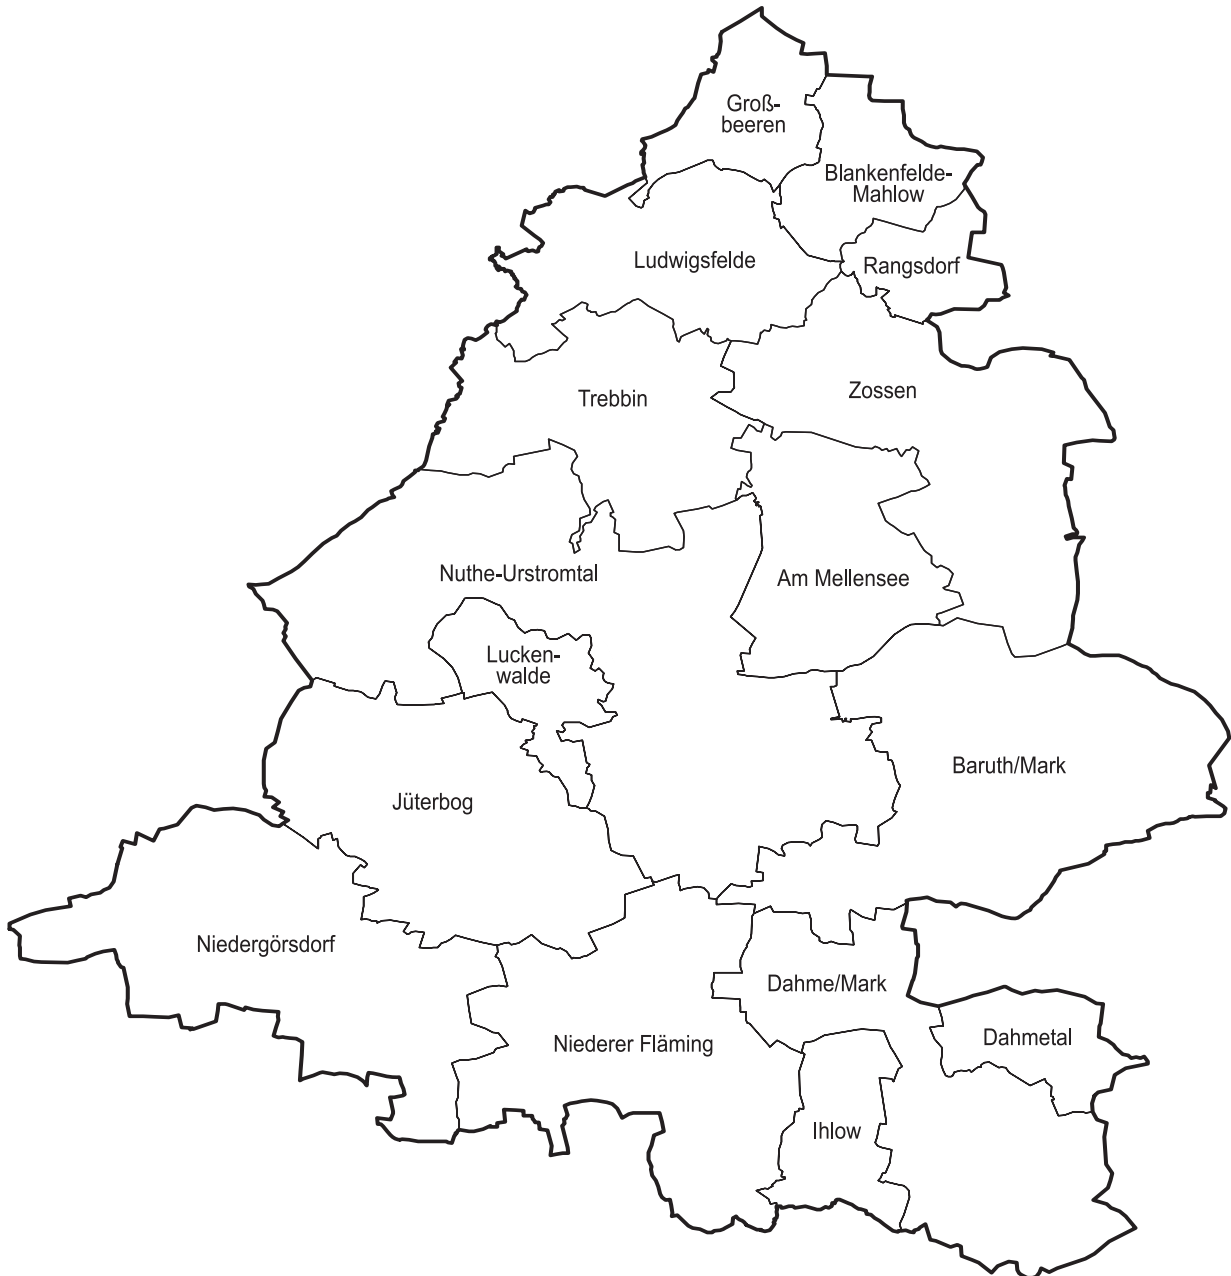 Groß-
beeren
Blankenfelde-
Mahlow
Ludwigsfelde
Rangsdorf
Trebbin
Zossen
Nuthe-Urstromtal
Am Mellensee
Lucken-
walde
Baruth/Mark
Jüterbog
Niedergörsdorf
Dahme/Mark
Niederer Fläming
Dahmetal
Ihlow